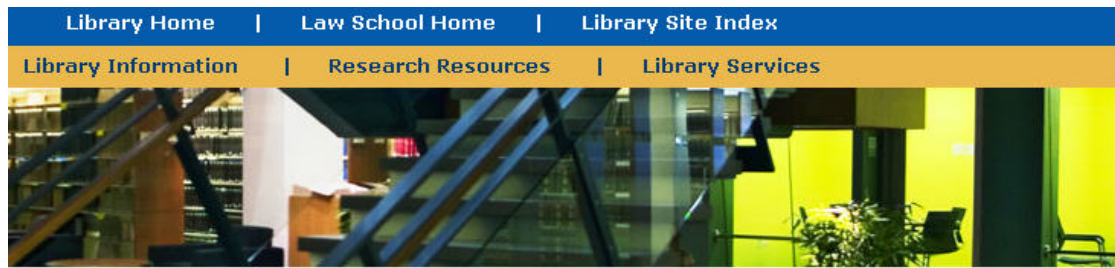 Library Home | Law School Home | Library Site Index
Library Information | Research Resources | Library Services